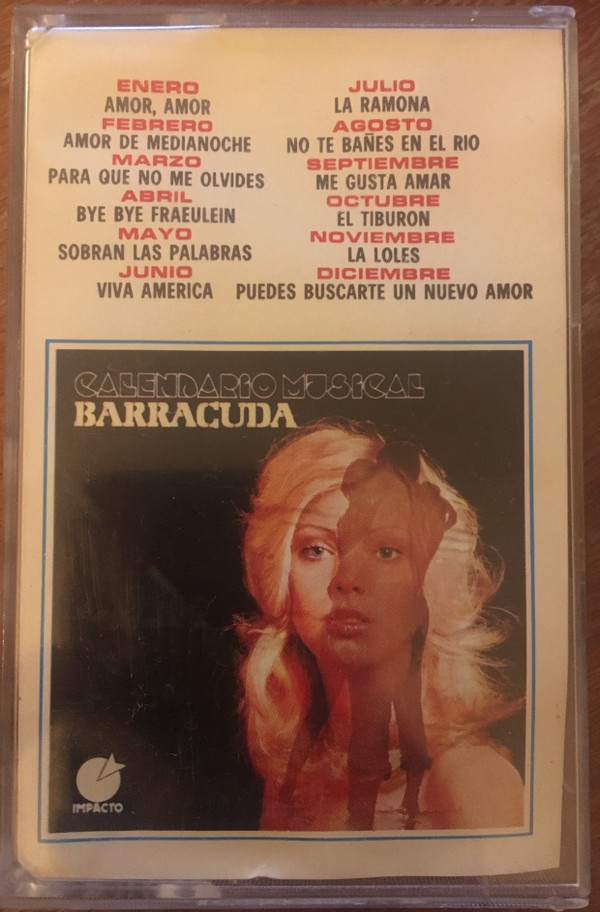 ENERO
AMOR, AMOR
FEBRERO
AMOR DE MEDIANOCHE
MARZO
PARA QUE NO ME OLVIDES
ABRIL
BYE BYE FRAEULEIN
MAYO
SOBRAN LAS PALABRAS
JUNIO
VIVA AMERICA
JULIO
LA RAMONA
AGOSTO
NO TE BAÑES EN EL RIO
SEPTIEMBRE
ME GUSTA AMAR
OCTUBRE
EL TIBURON
NOVIEMBRE
LA LOLES
DICIEMBRE
PUEDES BUSCARTE UN NUEVO AMOR
CALENDARIO MUSICAL
BARRACUDA
IMPACTO